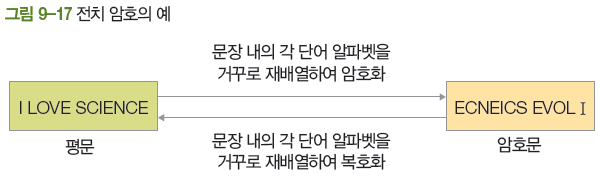 그림 9-17 전치 암호의 예
문장 내의 각 단어 알파벳을
거꾸로 재배열하여 암호화
I LOVE SCIENCE
ECNEICS EVOL I
평문
암호문
문장 내의 각 단어 알파벳을
거꾸로 재배열하여 복호화